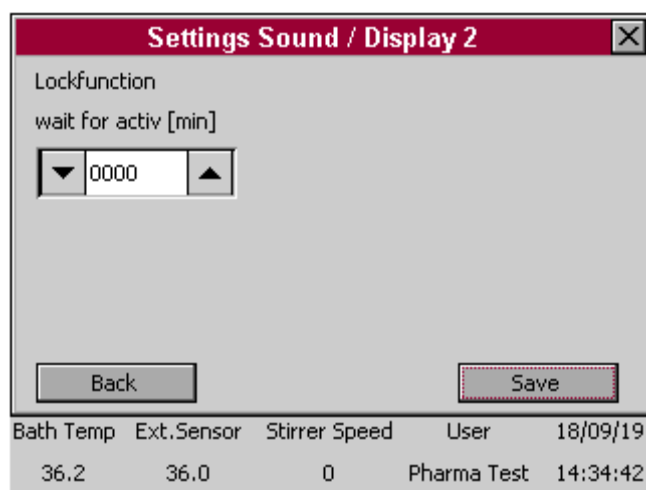 Settings Sound / Display 2
Lockfunction
wait for activ [min]
0000
Back Save
Bath Temp Ext.Sensor Stirrer Speed User 18/09/19
36.2 36.0 0 Pharma Test 14:34:42